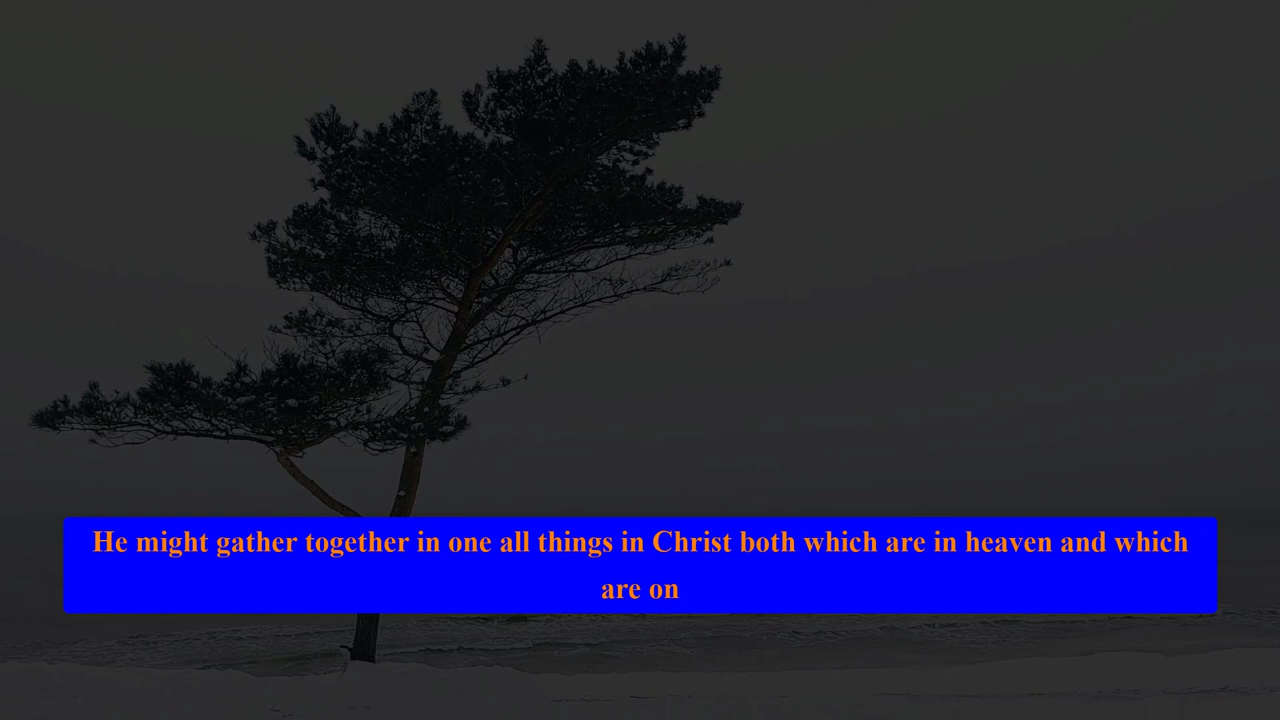 He might gather together in one all things in Christ both which are in heaven and which
are on